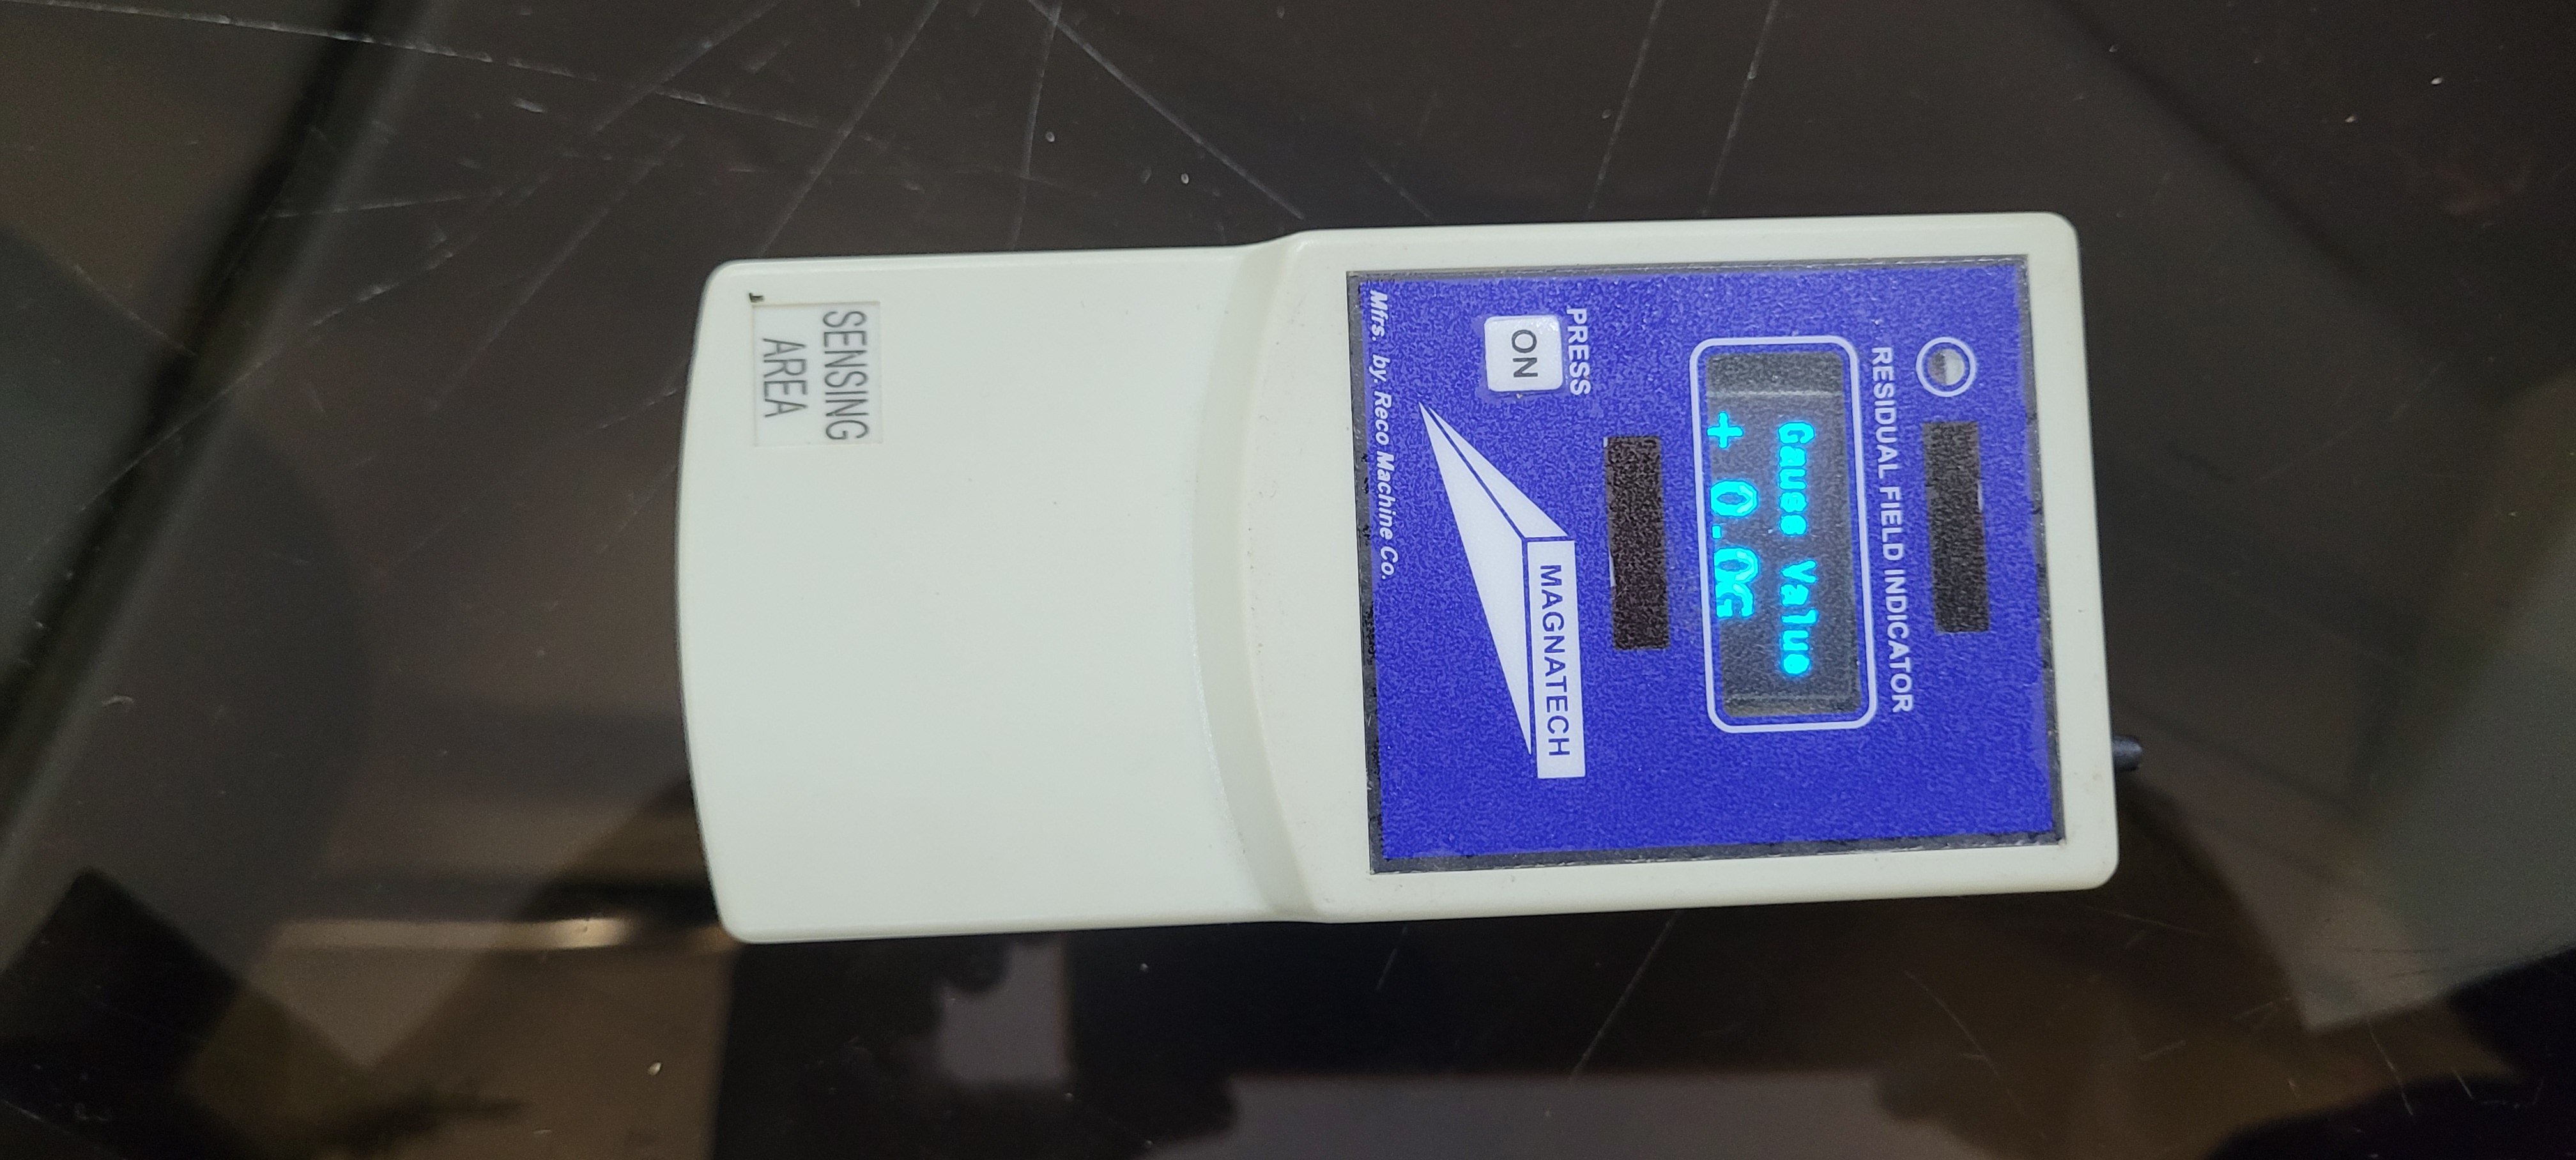 RESIDUAL FIELD INDICATOR
Gauss Value
+ 0.0G
PRESS
ON
MAGNATECH
Mfrs. by Reco Machine Co.
SENSING
AREA